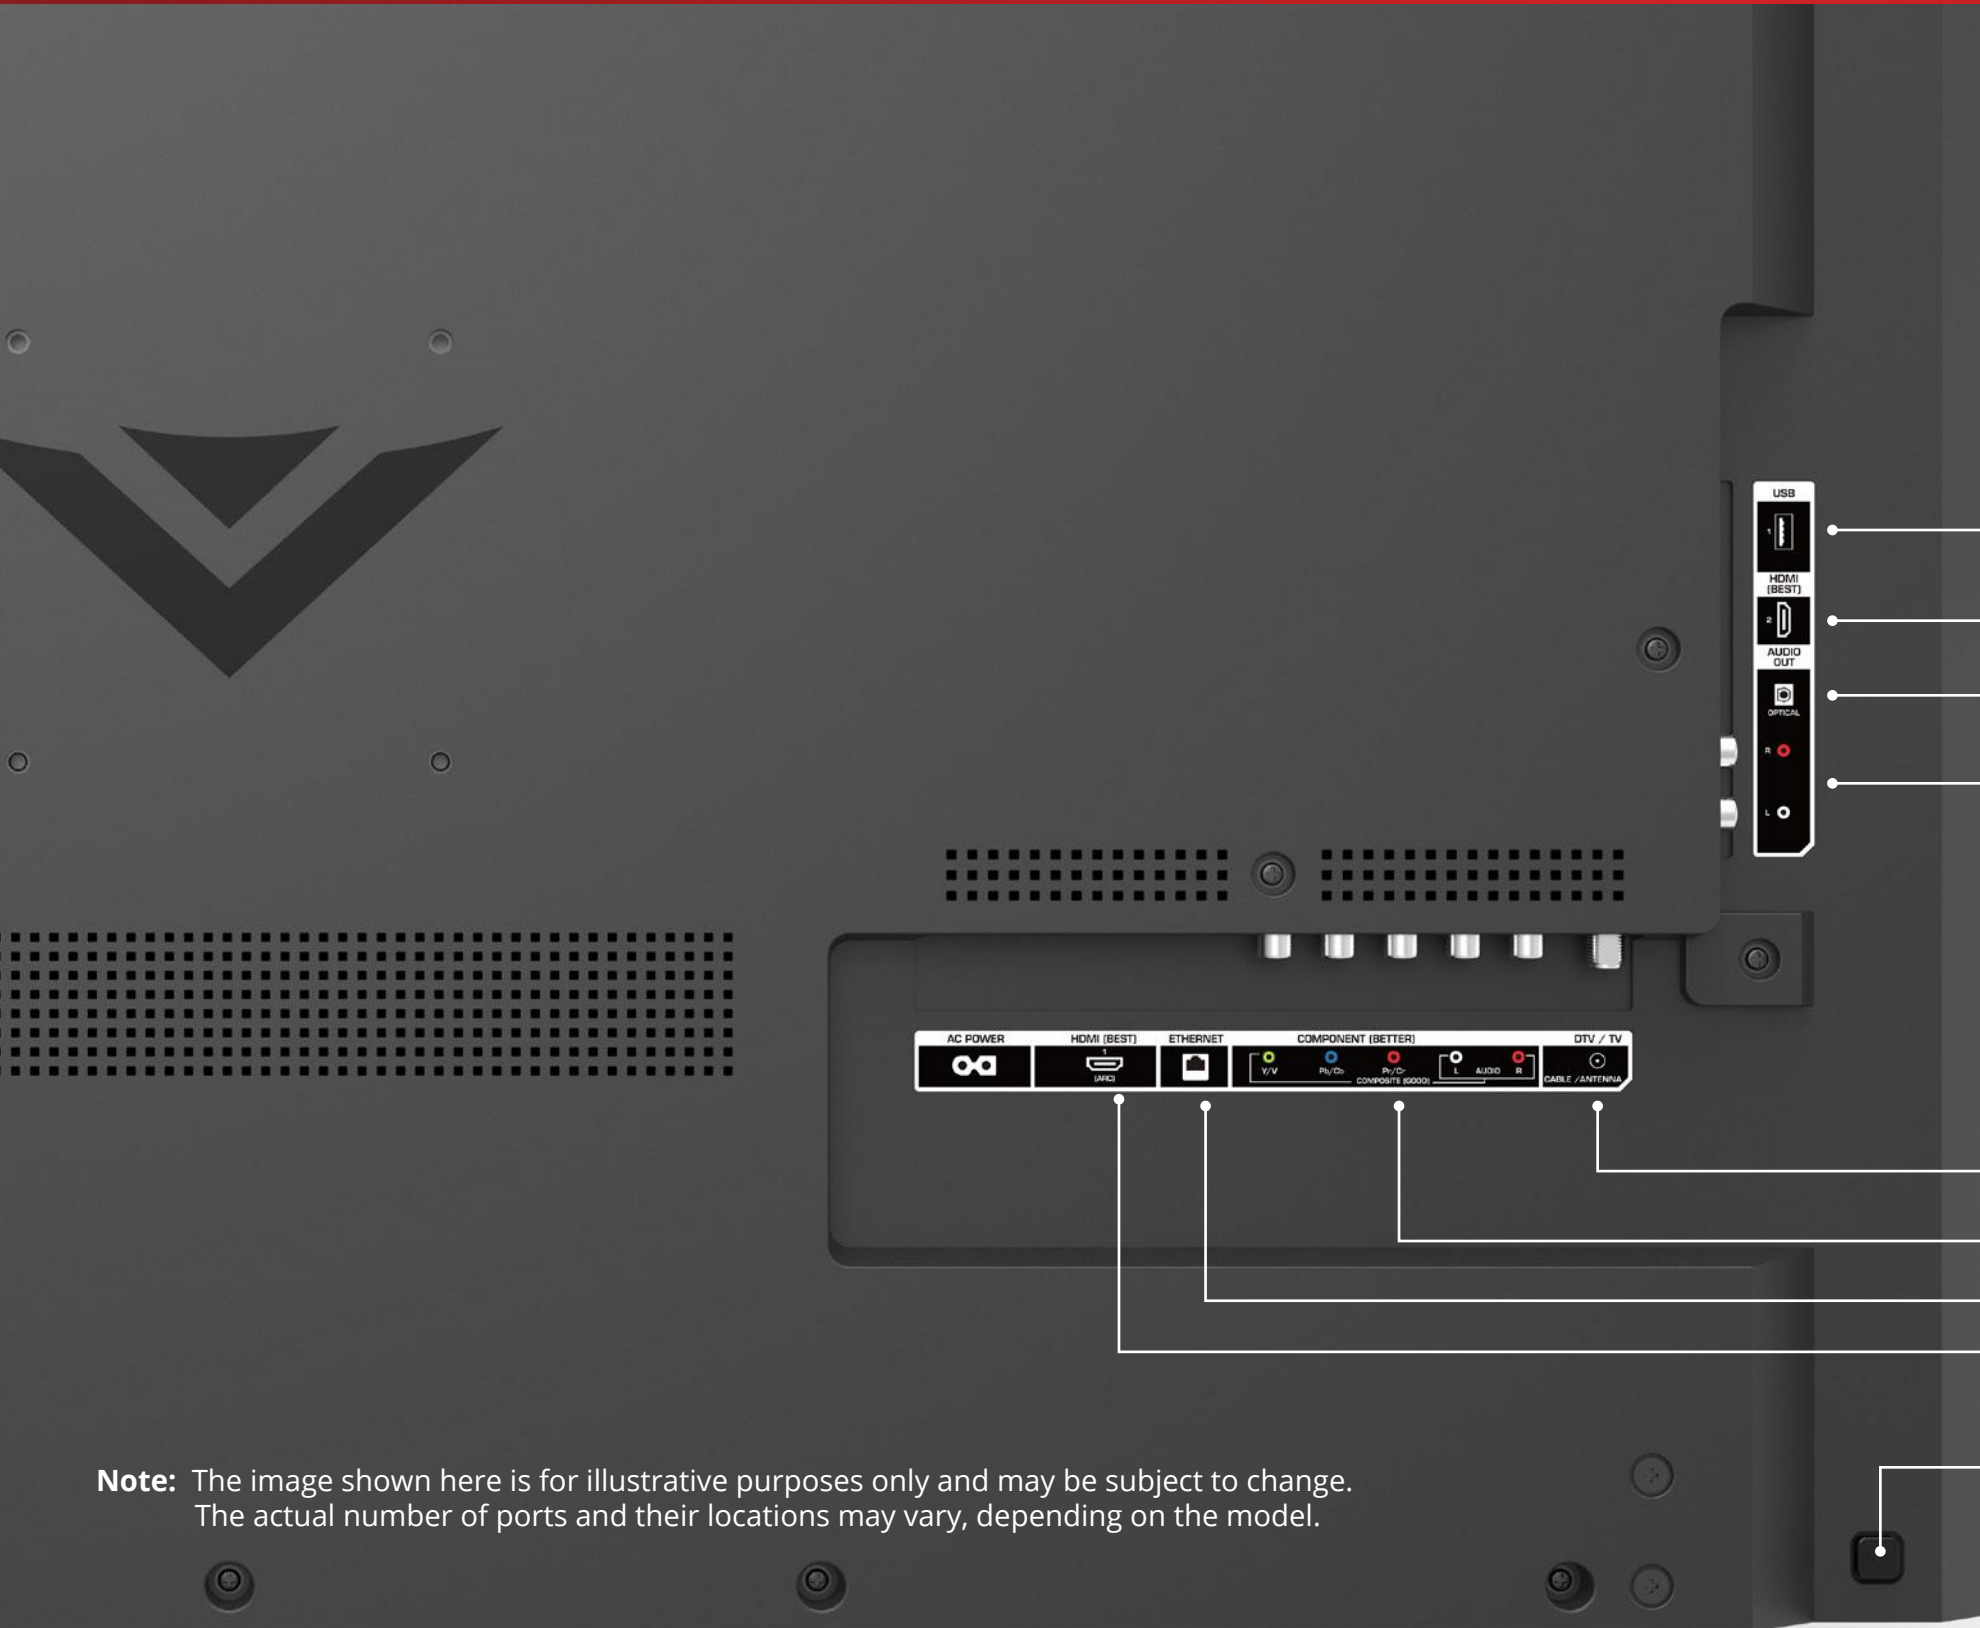 USB
1
HDMI
(BEST)
2
AUDIO
OUT
OPTICAL
R
L
AC POWER
HDMI (BEST)
1
(ARC)
ETHERNET
COMPONENT (BETTER)
Y/V
Pb/Cb
Pr/Cr
L AUDIO R
COMPOSITE (GOOD)
DTV / TV
CABLE / ANTENNA
Note: The image shown here is for illustrative purposes only and may be subject to change.
The actual number of ports and their locations may vary, depending on the model.